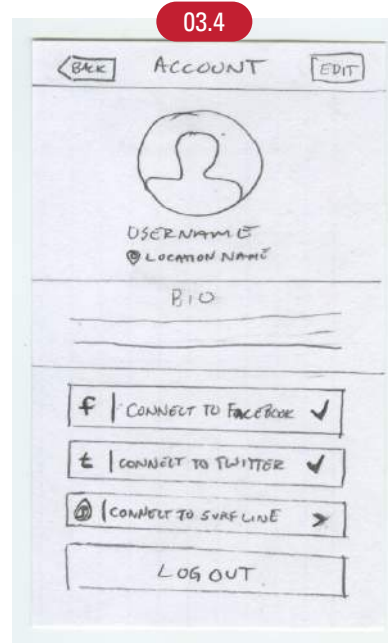 03.4
BACK ACCOUNT EDIT
USERNAME
LOCATION NAME
BIO
f CONNECT TO FACEBOOK
t CONNECT TO TWITTER
CONNECT TO SURFLINE
LOG OUT